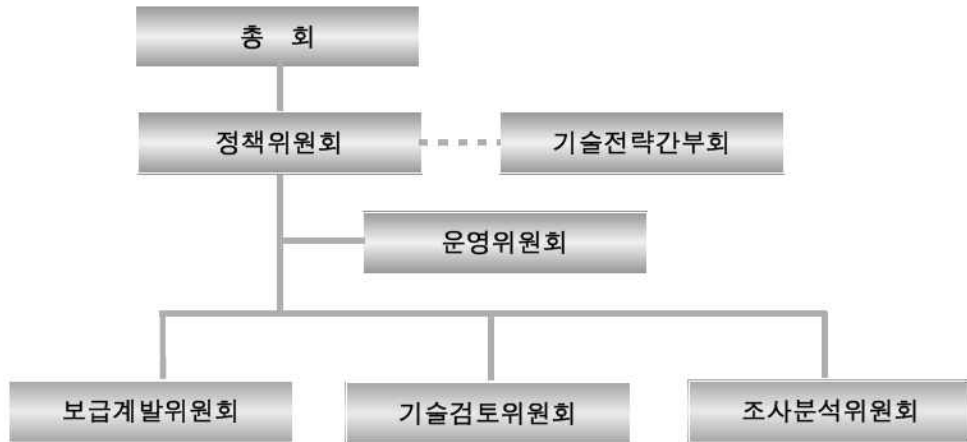 총 회
정책위원회
기술전략간부회
운영위원회
보급계발위원회
기술검토위원회
조사분석위원회